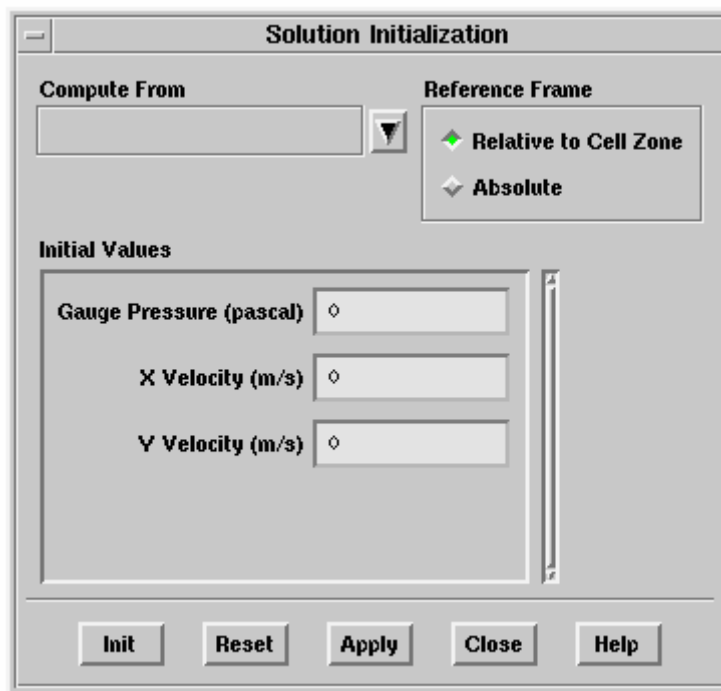 Solution Initialization
Compute From
Reference Frame
Relative to Cell Zone
Absolute
Initial Values
Gauge Pressure (pascal) 0
X Velocity (m/s) 0
Y Velocity (m/s) 0
Init Reset Apply Close Help